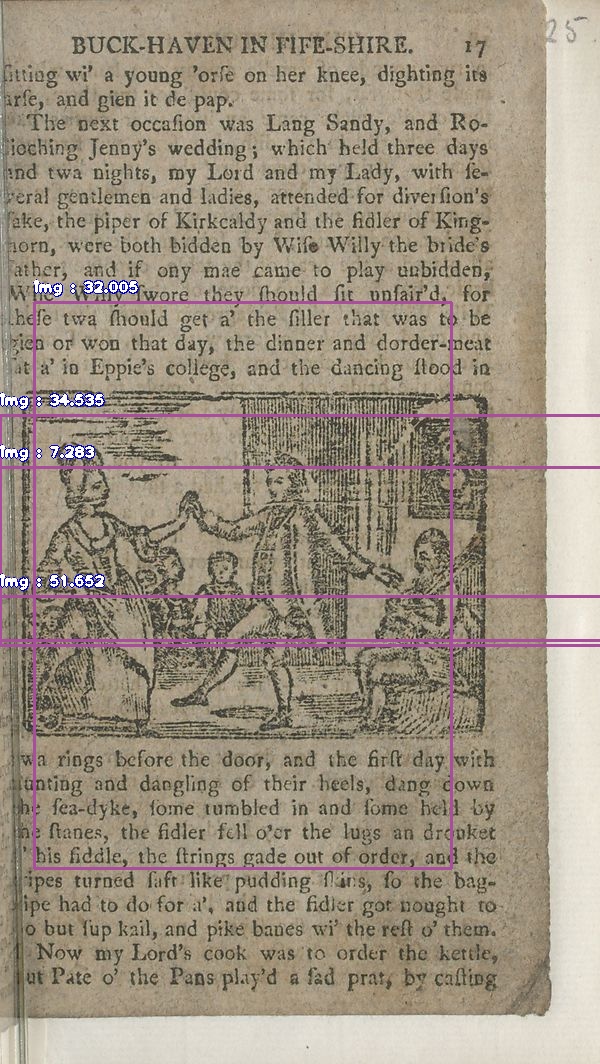 25
BUCK-HAVEN IN FIFE-SHIRE. 17
ſitting wi' a young 'orſe on her knee, dighting its
arſe, and gien it de pap.
The next occaſion was Lang Sandy, and Ro-
Jenny's wedding; which held three days
and twa nights, my Lord and my Lady, with ſe-
veral gentlemen and ladies, attended for diverſion's
ſake, the piper of Kirkcaldy and the fidler of King-
horn, were both bidden by Wiſe Willy the bride's
father, and if ony mae came to play unbidden,
Img : 32.005
Willy ſwore they ſhould ſit unfair'd, for
theſe twa ſhould get a' the ſiller that was to be
gien or won that day, the dinner and dorder-meat
at a' in Eppie's college, and the dancing ſtood in
Img : 34.535
Img : 7.283
Img : 51.652
twa rings before the door, and the firſt day with
and dangling of their heels, dang down
the ſea-dyke, ſome tumbled in and ſome held by
the ſtanes, the fidler fell o'er the lugs an drouket
his fiddle, the ſtrings gade out of order, and the
pipes turned ſaft like pudding ſo the bag-
pipe had to do for a', and the fidler got nought to
do but ſup kail, and pike banes wi' the reſt o' them.
Now my Lord's cook was to order the kettle,
but Pate o' the Pans play'd a ſad prat, by caſting